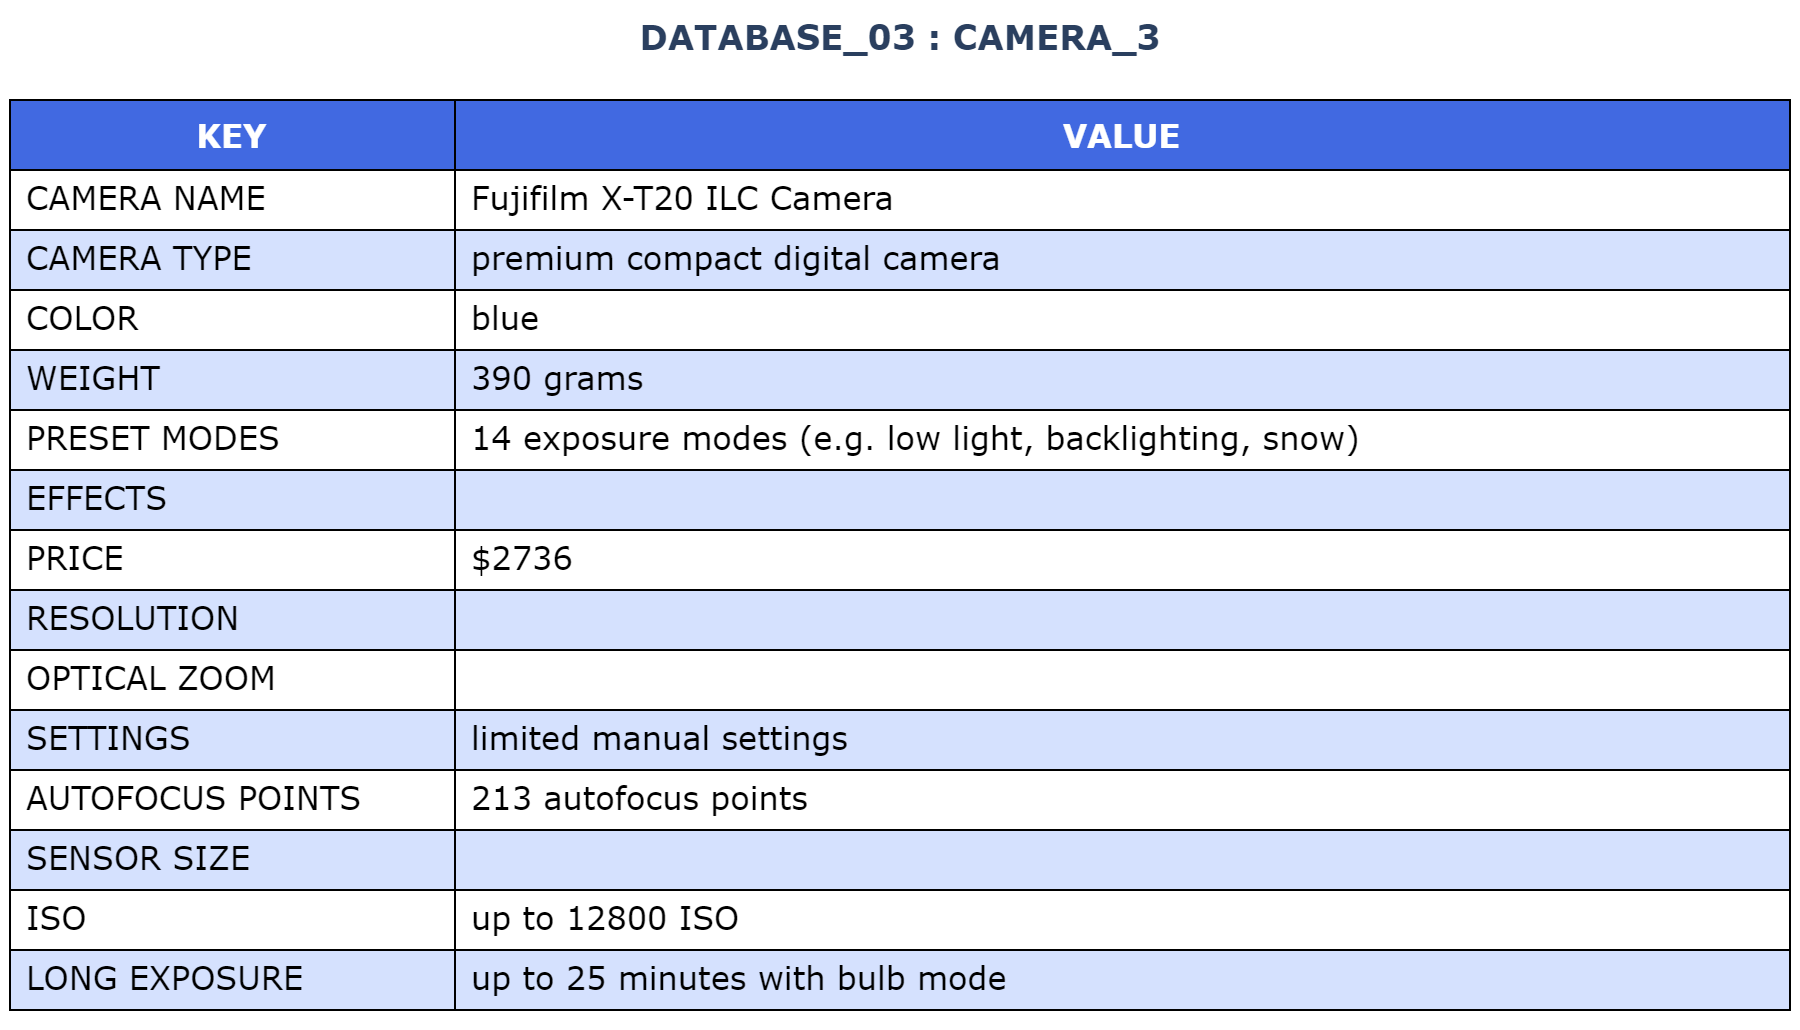 DATABASE_03 : CAMERA_3
KEY VALUE
CAMERA NAME Fujifilm X-T20 ILC Camera
CAMERA TYPE premium compact digital camera
COLOR blue
WEIGHT 390 grams
PRESET MODES 14 exposure modes (e.g. low light, backlighting, snow)
EFFECTS
PRICE $2736
RESOLUTION
OPTICAL ZOOM
SETTINGS limited manual settings
AUTOFOCUS POINTS 213 autofocus points
SENSOR SIZE
ISO up to 12800 ISO
LONG EXPOSURE up to 25 minutes with bulb mode